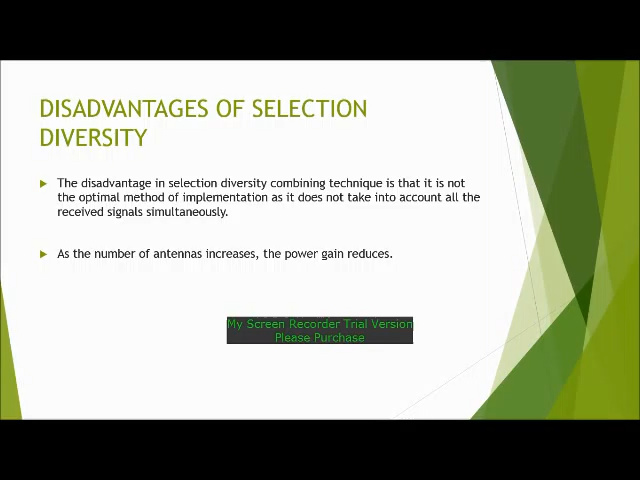 DISADVANTAGES OF SELECTION
DIVERSITY
The disadvantage in selection diversity combining technique is that it is not
the optimal method of implementation as it does not take into account all the
received signals simultaneously.
As the number of antennas increases, the power gain reduces.
My Screen Recorder Trial Version
Please Purchase